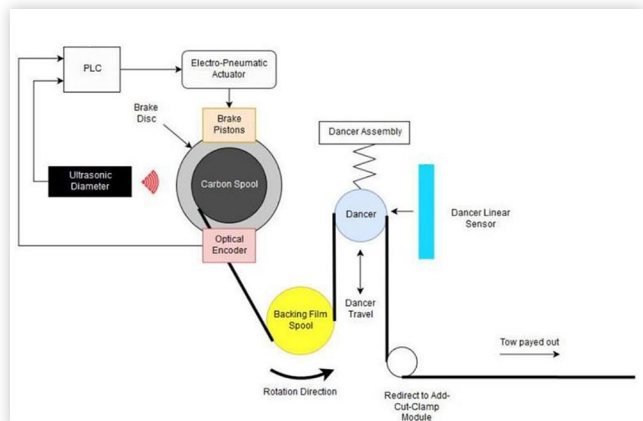 PLC
Electro-Pneumatic
Actuator
Brake
Disc
Brake
Pistons
Dancer Assembly
Ultrasonic
Diameter
Carbon Spool
Dancer
Dancer Linear
Sensor
Optical
Encoder
Dancer
Travel
Backing Film
Spool
Tow payed out
Rotation Direction
Redirect to Add-
Cut-Clamp
Module